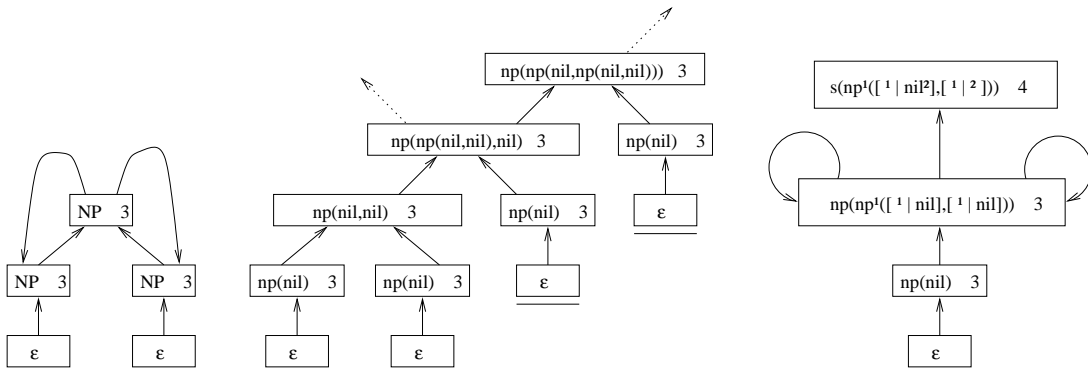 np(np(nil,np(nil,nil))) 3
s(np¹([ ¹ | nil²],[ ¹ | ² ])) 4
np(np(nil,nil),nil) 3
np(nil) 3
NP 3
np(nil,nil) 3
np(nil) 3
ε
np(np¹([ ¹ | nil],[ ¹ | nil])) 3
NP 3
NP 3
np(nil) 3
np(nil) 3
ε
np(nil) 3
ε
ε
ε
ε
ε